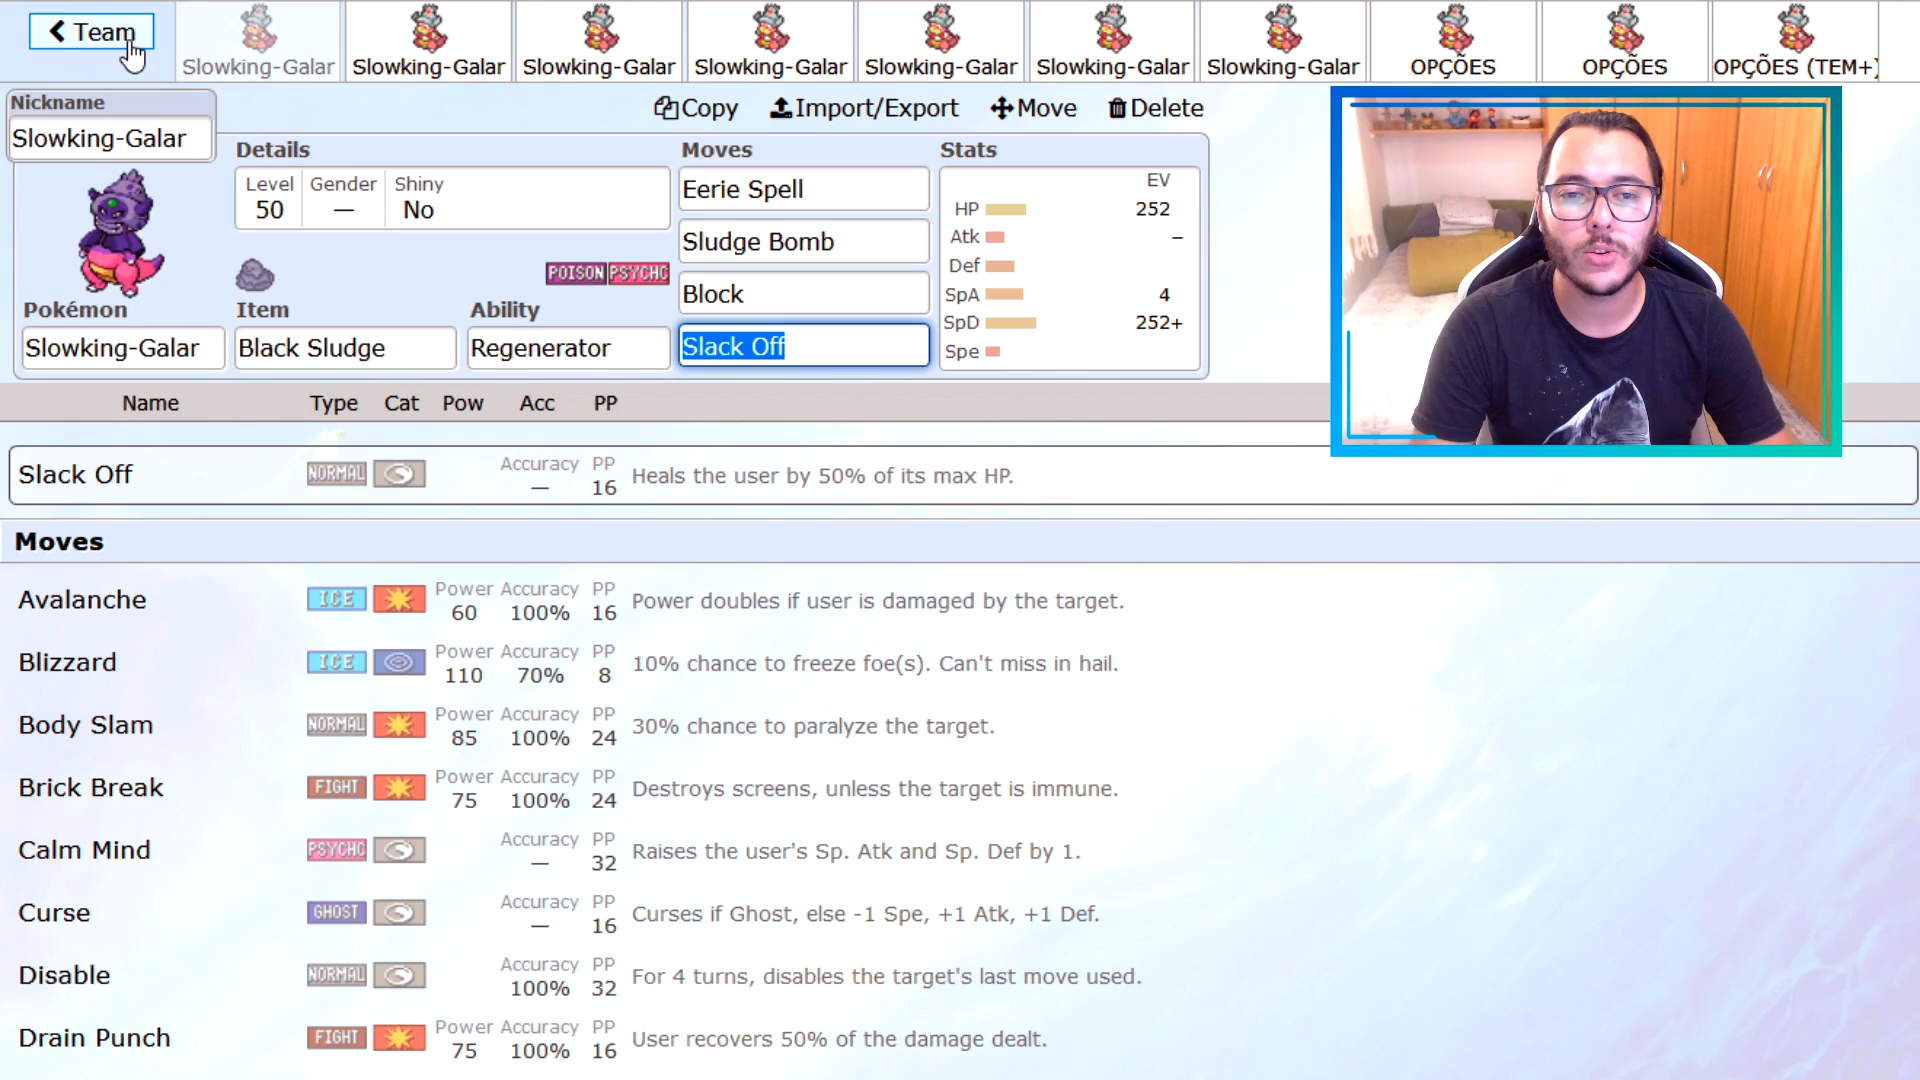 Team
Slowking-Galar
Slowking-Galar
Slowking-Galar
Slowking-Galar
Slowking-Galar
Slowking-Galar
Slowking-Galar
OPÇÕES
OPÇÕES
OPÇÕES (TEM+)
Nickname
Slowking-Galar
Copy
Import/Export
Move
Delete
Details
Level
50
Gender
—
Shiny
No
POISON PSYCHC
Pokémon
Slowking-Galar
Item
Black Sludge
Ability
Regenerator
Moves
Eerie Spell
Sludge Bomb
Block
Slack Off
Stats
EV
HP 252
Atk –
Def
SpA 4
SpD 252+
Spe
Name Type Cat Pow Acc PP
Slack Off NORMAL Accuracy — PP 16 Heals the user by 50% of its max HP.
Moves
Avalanche ICE Power 60 Accuracy 100% PP 16 Power doubles if user is damaged by the target.
Blizzard ICE Power 110 Accuracy 70% PP 8 10% chance to freeze foe(s). Can't miss in hail.
Body Slam NORMAL Power 85 Accuracy 100% PP 24 30% chance to paralyze the target.
Brick Break FIGHT Power 75 Accuracy 100% PP 24 Destroys screens, unless the target is immune.
Calm Mind PSYCHC Accuracy — PP 32 Raises the user's Sp. Atk and Sp. Def by 1.
Curse GHOST Accuracy — PP 16 Curses if Ghost, else -1 Spe, +1 Atk, +1 Def.
Disable NORMAL Accuracy 100% PP 32 For 4 turns, disables the target's last move used.
Drain Punch FIGHT Power 75 Accuracy 100% PP 16 User recovers 50% of the damage dealt.